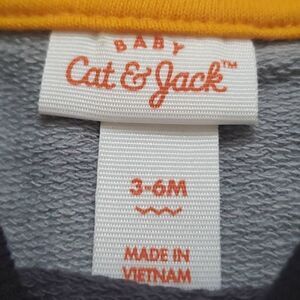 BABY
Cat & Jack™
3-6M
MADE IN
VIETNAM